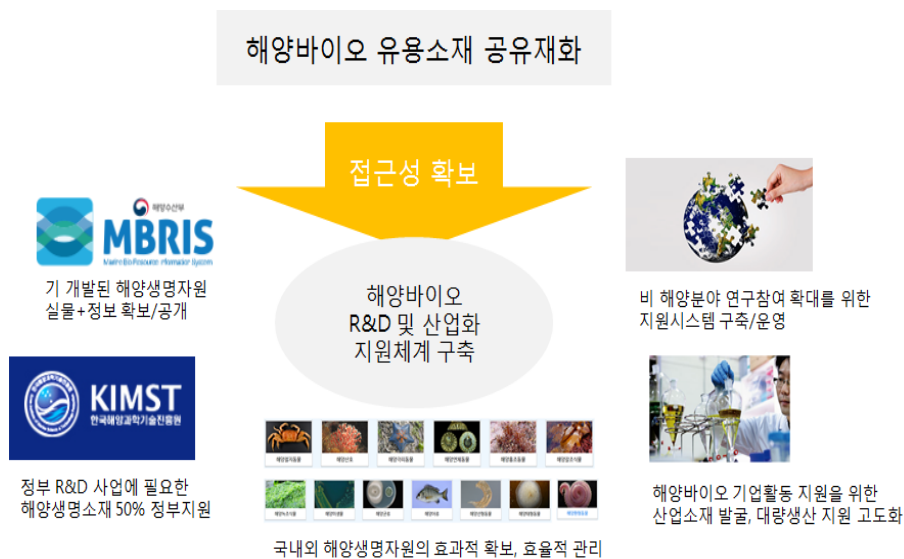 해양바이오 유용소재 공유재화
접근성 확보
해양수산부
MBRIS
Marine Bio Resource Information System
기 개발된 해양생명자원
실물+정보 확보/공개
해양바이오
R&D 및 산업화
지원체계 구축
비 해양분야 연구참여 확대를 위한
지원시스템 구축/운영
KIMST
한국해양과학기술진흥원
정부 R&D 사업에 필요한
해양생명소재 50% 정부지원
해양바이오 기업활동 지원을 위한
산업소재 발굴, 대량생산 지원 고도화
국내외 해양생명자원의 효과적 확보, 효율적 관리